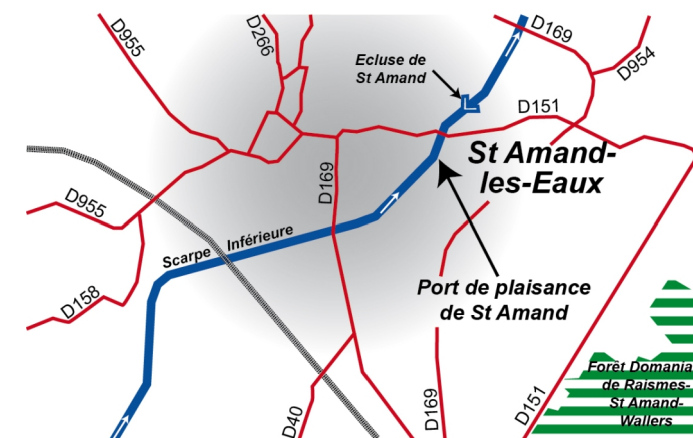 D955
D266
D169
D954
Ecluse de
St Amand
D151
St Amand-
les-Eaux
D169
D955
Scarpe Inférieure
Port de plaisance
de St Amand
D158
Forêt Domania
de Raismes-
St Amand-
Wallers
D40
D169
D151